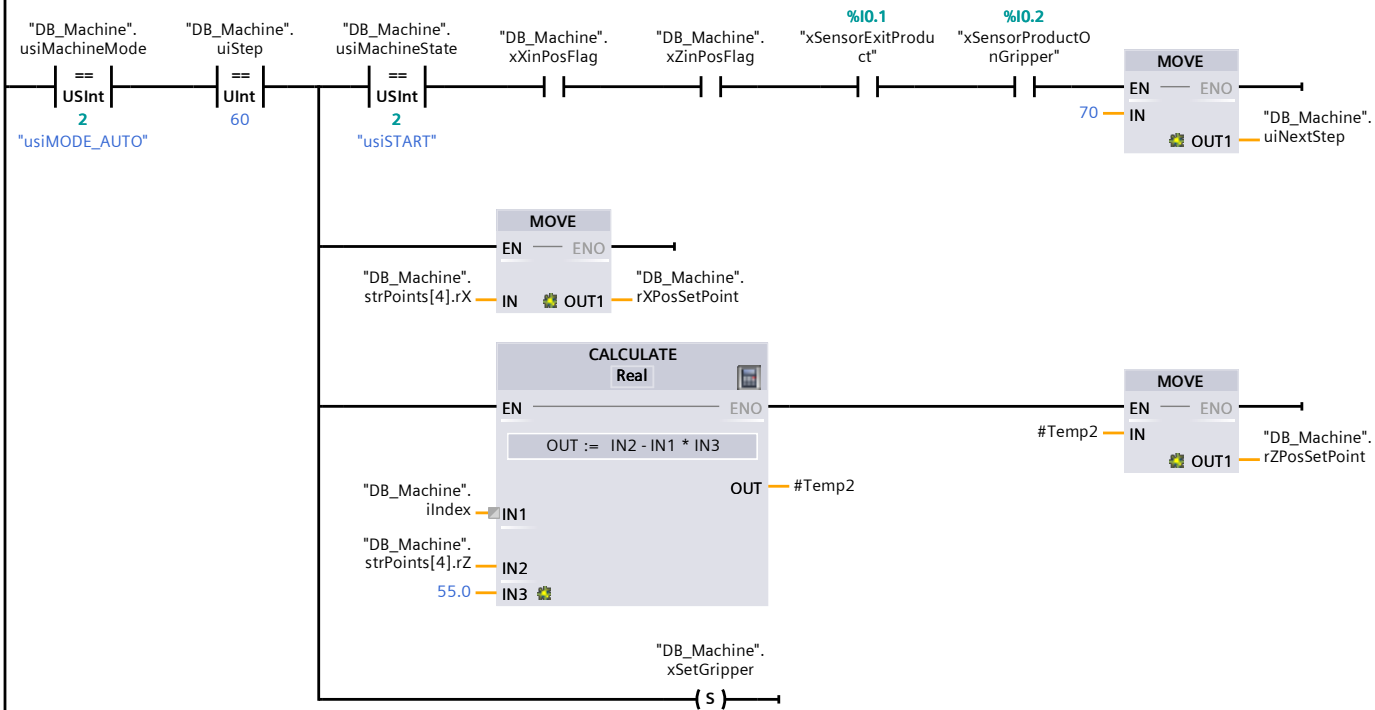 "DB_Machine".
usiMachineMode
==
USInt
2
"usiMODE_AUTO"
"DB_Machine".
uiStep
==
UInt
60
"DB_Machine".
usiMachineState
==
USInt
2
"usiSTART"
"DB_Machine".
xXinPosFlag
"DB_Machine".
xZinPosFlag
%I0.1
"xSensorExitProdu
ct"
%I0.2
"xSensorProductO
nGripper"
MOVE
EN ENO
70 IN
OUT1
"DB_Machine".
uiNextStep
MOVE
EN ENO
"DB_Machine".
strPoints[4].rX
IN OUT1
"DB_Machine".
rXPosSetPoint
CALCULATE
Real
EN ENO
OUT := IN2 - IN1 * IN3
OUT #Temp2
"DB_Machine".
iIndex
IN1
"DB_Machine".
strPoints[4].rZ
IN2
55.0 IN3
MOVE
EN ENO
#Temp2 IN
OUT1
"DB_Machine".
rZPosSetPoint
"DB_Machine".
xSetGripper
S